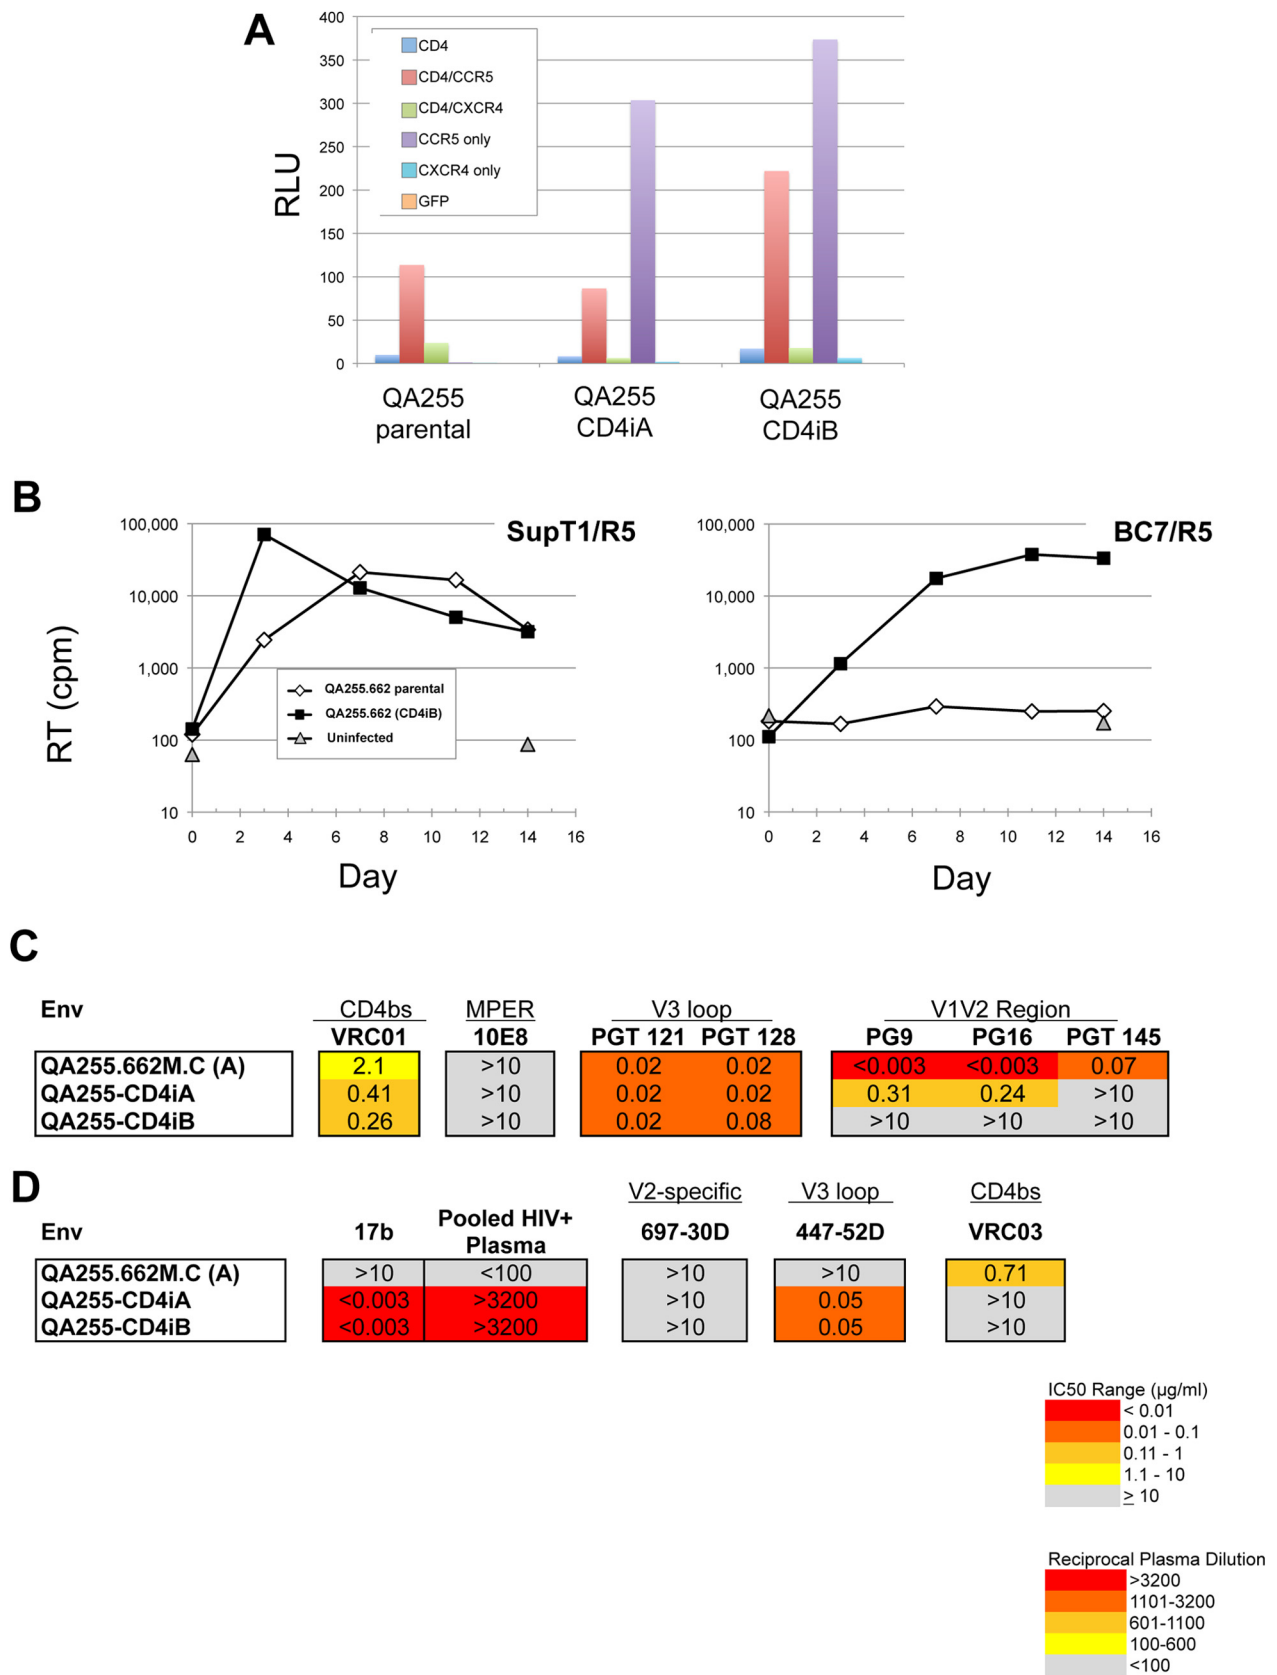 A
400
350
300
250
200
150
100
50
0
RLU
CD4
CD4/CCR5
CD4/CXCR4
CCR5 only
CXCR4 only
GFP
QA255 parental
QA255 CD4iA
QA255 CD4iB
B
SupT1/R5
100,000
10,000
1,000
100
10
RT (cpm)
QA255.662 parental
QA255.662 (CD4iB)
Uninfected
0 2 4 6 8 10 12 14 16
Day
BC7/R5
100,000
10,000
1,000
100
10
0 2 4 6 8 10 12 14 16
Day
C
Env CD4bs MPER V3 loop V1V2 Region
VRC01 10E8 PGT 121 PGT 128 PG9 PG16 PGT 145
QA255.662M.C (A) 2.1 >10 0.02 0.02 <0.003 <0.003 0.07
QA255-CD4iA 0.41 >10 0.02 0.02 0.31 0.24 >10
QA255-CD4iB 0.26 >10 0.02 0.08 >10 >10 >10
D
V2-specific V3 loop CD4bs
Env 17b Pooled HIV+ Plasma 697-30D 447-52D VRC03
QA255.662M.C (A) >10 <100 >10 >10 0.71
QA255-CD4iA <0.003 >3200 >10 0.05 >10
QA255-CD4iB <0.003 >3200 >10 0.05 >10
IC50 Range (µg/ml)
< 0.01
0.01 - 0.1
0.11 - 1
1.1 - 10
≥ 10
Reciprocal Plasma Dilution
>3200
1101-3200
601-1100
100-600
<100